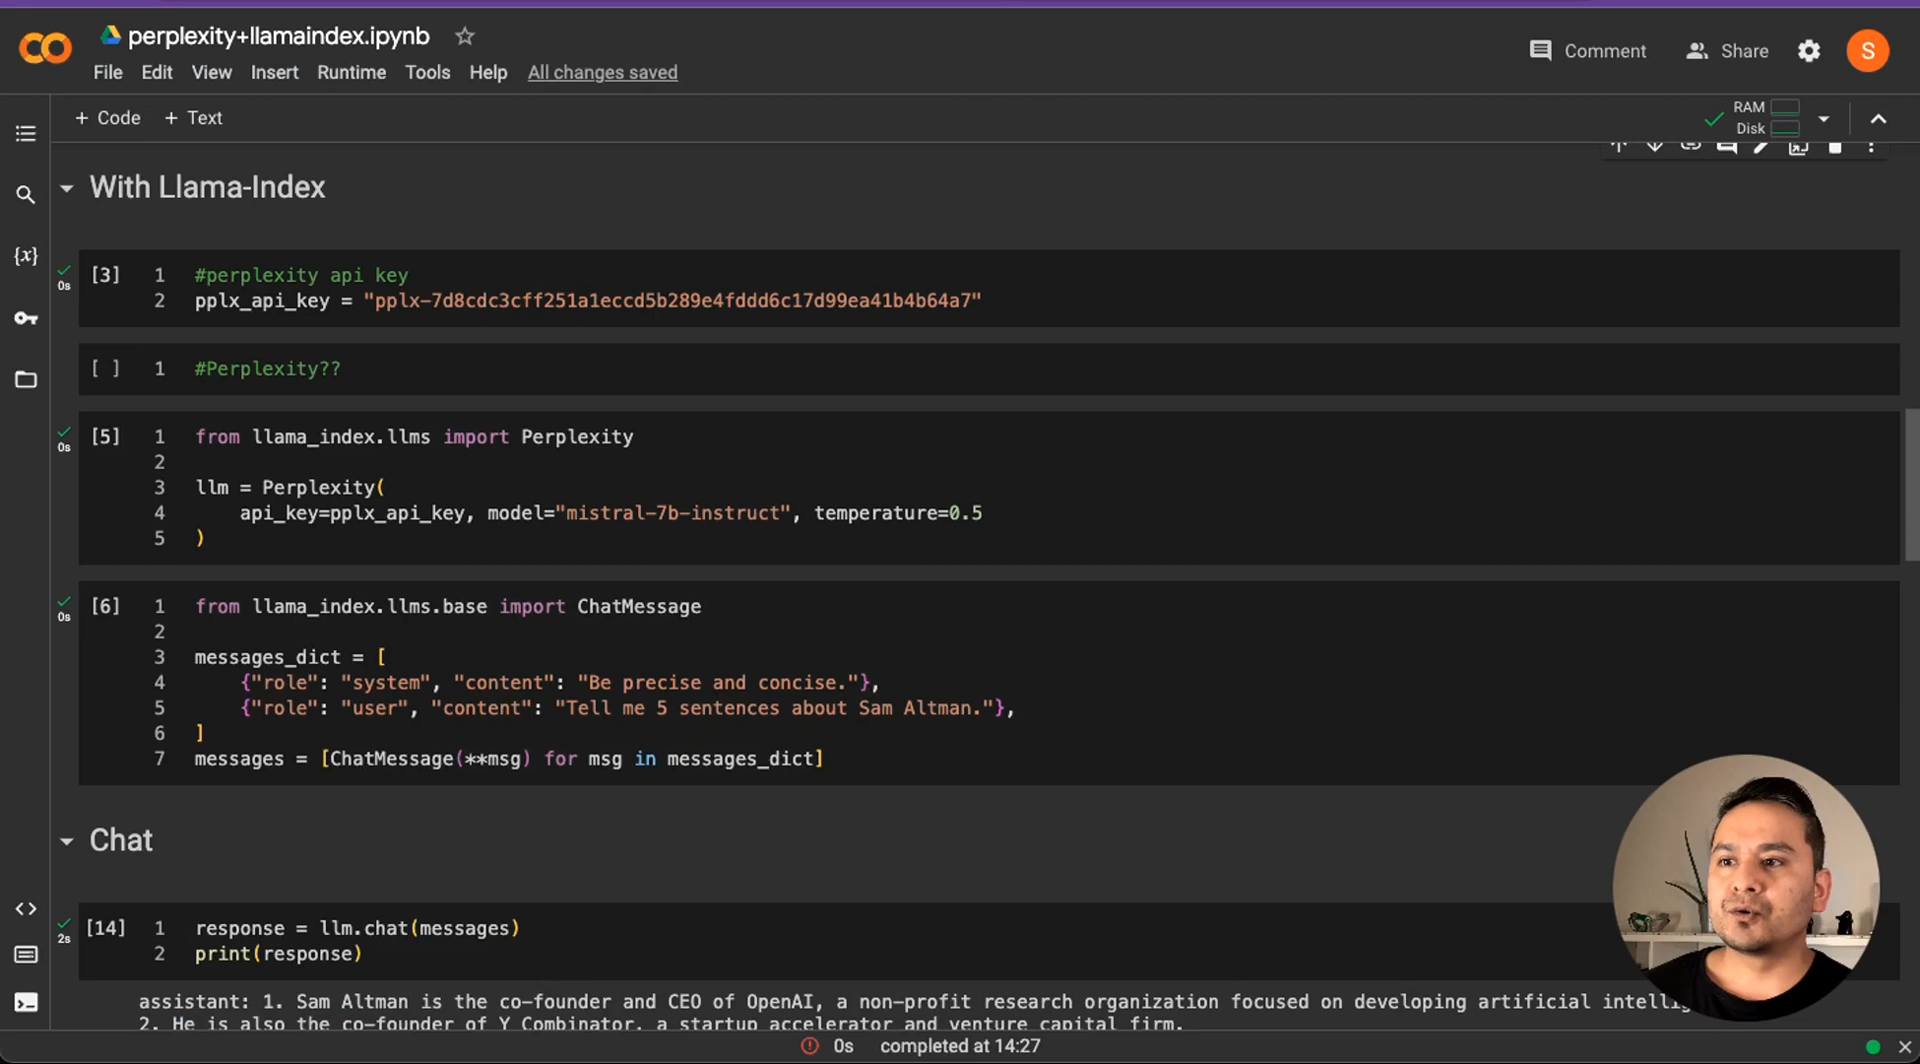 perplexity+llamaindex.ipynb
Comment
Share
S
File Edit View Insert Runtime Tools Help All changes saved
+ Code + Text
RAM
Disk
With Llama-Index
{x}
0s
[3]
1 #perplexity api key
2 pplx_api_key = "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"
[ ]
1 #Perplexity??
0s
[5]
1 from llama_index.llms import Perplexity
2
3 llm = Perplexity(
4 api_key=pplx_api_key, model="mistral-7b-instruct", temperature=0.5
5 )
0s
[6]
1 from llama_index.llms.base import ChatMessage
2
3 messages_dict = [
4 {"role": "system", "content": "Be precise and concise."},
5 {"role": "user", "content": "Tell me 5 sentences about Sam Altman."},
6 ]
7 messages = [ChatMessage(**msg) for msg in messages_dict]
Chat
2s
[14]
1 response = llm.chat(messages)
2 print(response)
assistant: 1. Sam Altman is the co-founder and CEO of OpenAI, a non-profit research organization focused on developing artificial
2. He is also the co-founder of Y Combinator, a startup accelerator and venture capital firm.
0s completed at 14:27